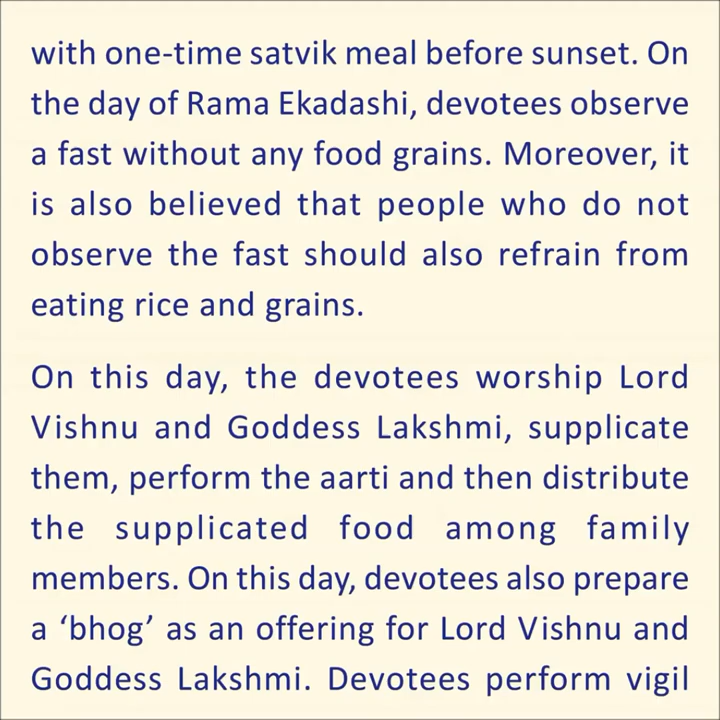 with one-time satvik meal before sunset. On
the day of Rama Ekadashi, devotees observe
a fast without any food grains. Moreover, it
is also believed that people who do not
observe the fast should also refrain from
eating rice and grains.
On this day, the devotees worship Lord
Vishnu and Goddess Lakshmi, supplicate
them, perform the aarti and then distribute
the supplicated food among family
members. On this day, devotees also prepare
a ‘bhog’ as an offering for Lord Vishnu and
Goddess Lakshmi. Devotees perform vigil